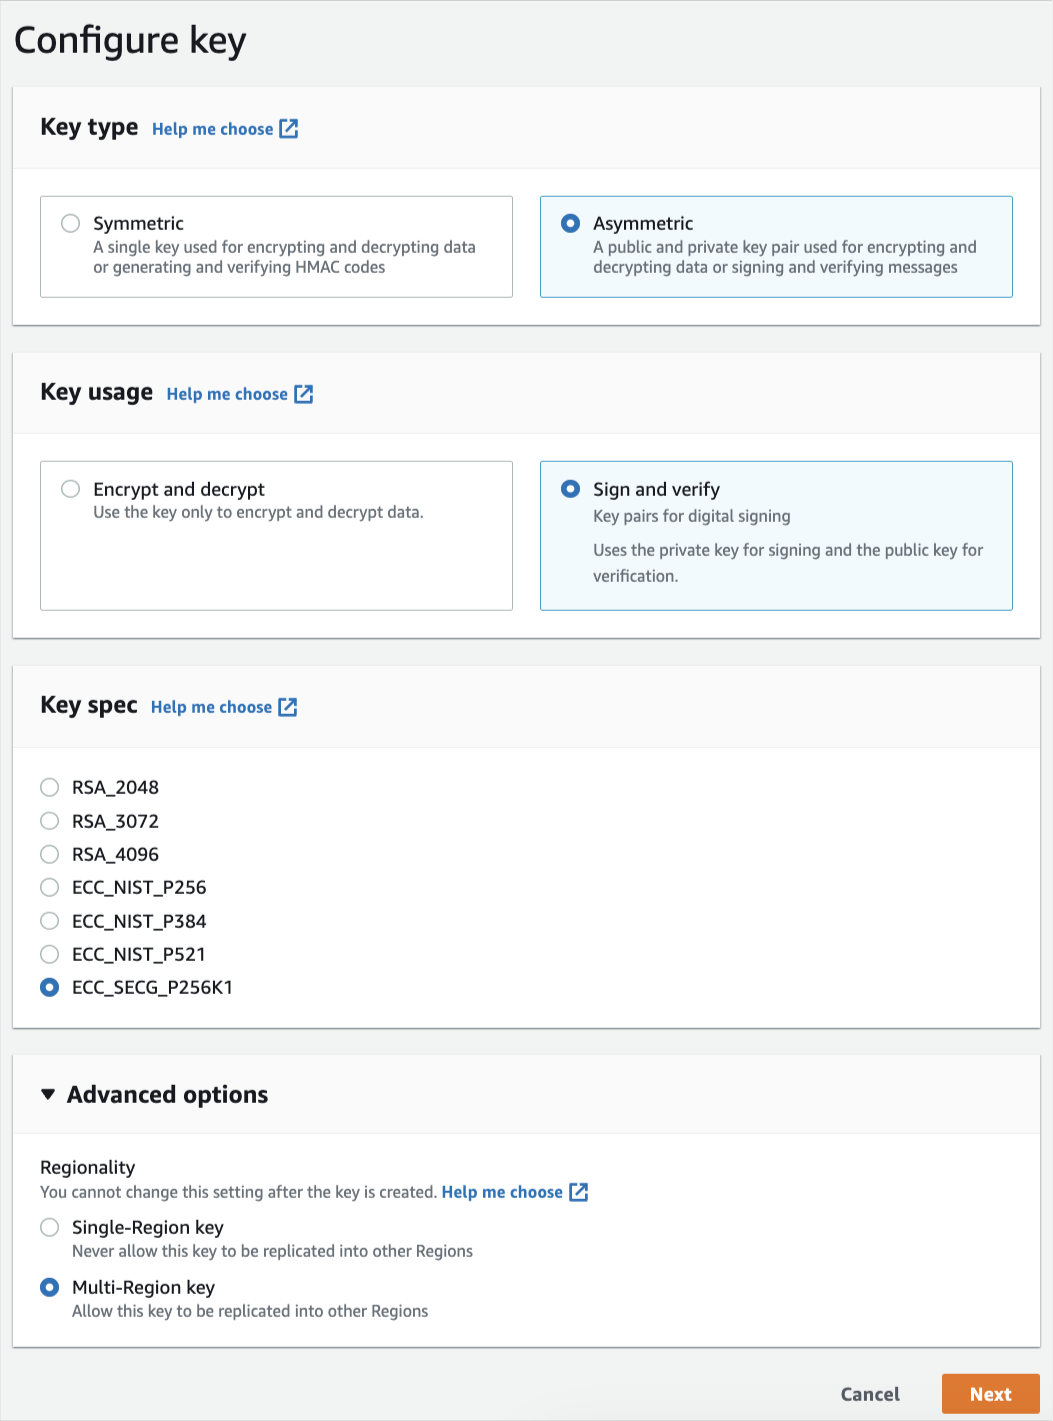 Configure key
Key type Help me choose
Symmetric
A single key used for encrypting and decrypting data
or generating and verifying HMAC codes
Asymmetric
A public and private key pair used for encrypting and
decrypting data or signing and verifying messages
Key usage Help me choose
Encrypt and decrypt
Use the key only to encrypt and decrypt data.
Sign and verify
Key pairs for digital signing
Uses the private key for signing and the public key for
verification.
Key spec Help me choose
RSA_2048
RSA_3072
RSA_4096
ECC_NIST_P256
ECC_NIST_P384
ECC_NIST_P521
ECC_SECG_P256K1
Advanced options
Regionality
You cannot change this setting after the key is created. Help me choose
Single-Region key
Never allow this key to be replicated into other Regions
Multi-Region key
Allow this key to be replicated into other Regions
Cancel Next